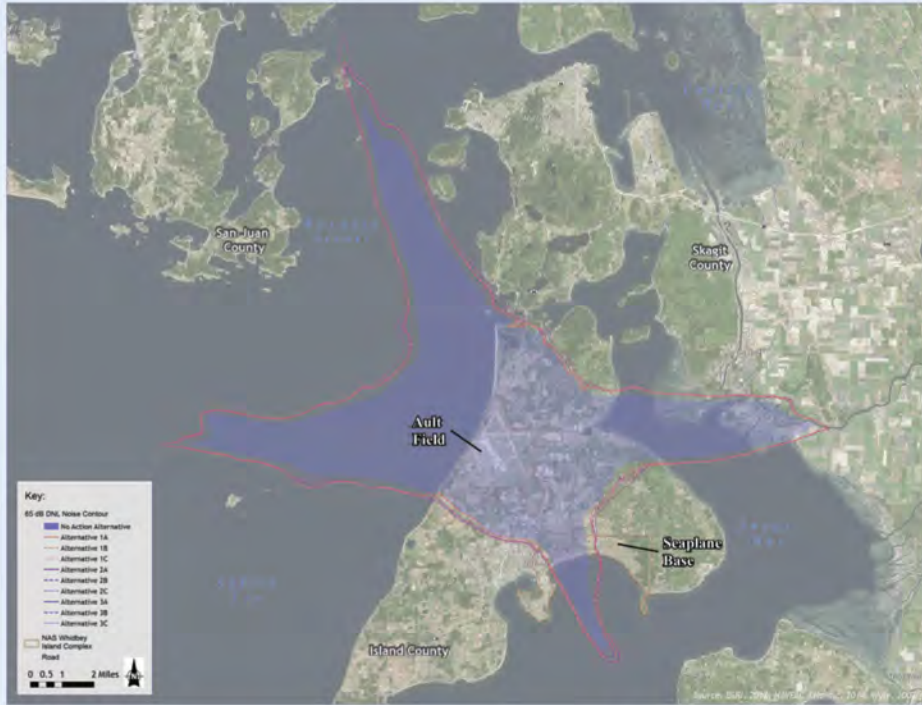 San Juan
County
Skagit
County
Ault
Field
Seaplane
Base
Island County
Key:
65 dB DNL Noise Contour
No Action Alternative
Alternative 1A
Alternative 1B
Alternative 1C
Alternative 2A
Alternative 2B
Alternative 2C
Alternative 3A
Alternative 3B
Alternative 3C
NAS Whidbey
Island Complex
Road
0 0.5 1 2 Miles